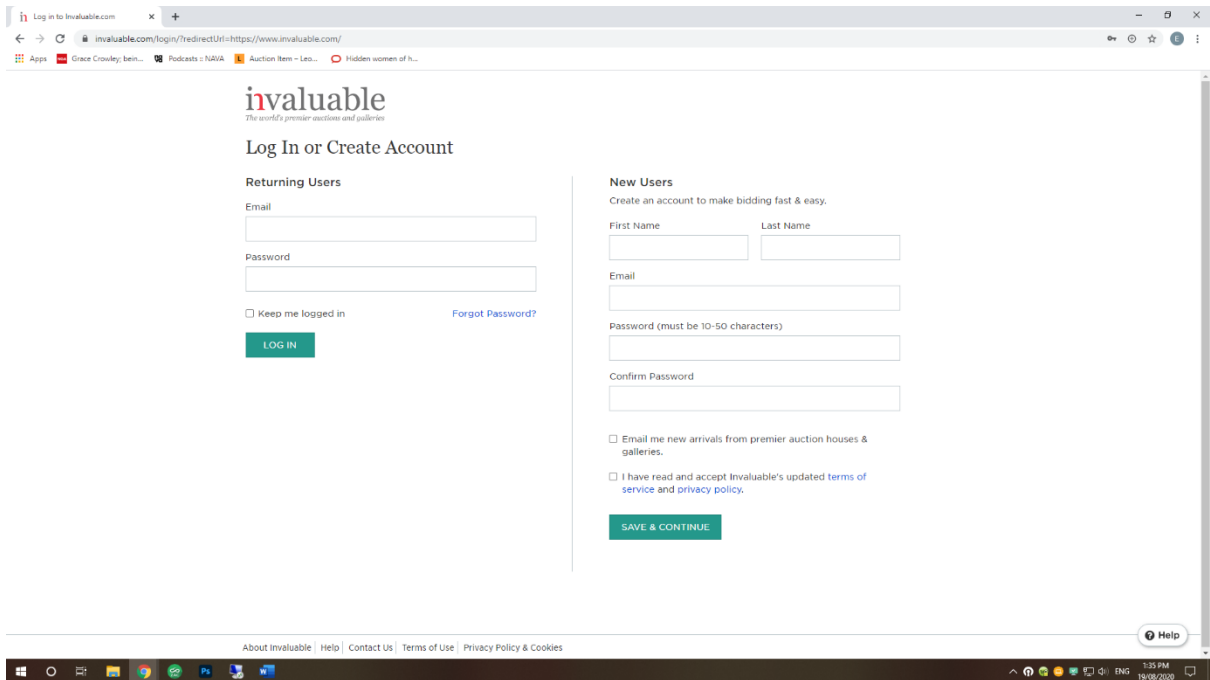 Log in to Invaluable.com
invaluable.com/login/?redirectUrl=https://www.invaluable.com/
E
Apps
Grace Crowley; bein...
Podcasts :: NAVA
L
Auction Item – Leo...
Hidden women of h...
invaluable
The world's premier auctions and galleries
Log In or Create Account
Returning Users
Email
Password
Keep me logged in
Forgot Password?
LOG IN
New Users
Create an account to make bidding fast & easy.
First Name
Last Name
Email
Password (must be 10-50 characters)
Confirm Password
Email me new arrivals from premier auction houses &
galleries.
I have read and accept Invaluable's updated terms of
service and privacy policy.
SAVE & CONTINUE
Help
About Invaluable | Help | Contact Us | Terms of Use | Privacy Policy & Cookies
Ps
W
ENG
1:35 PM
19/08/2020